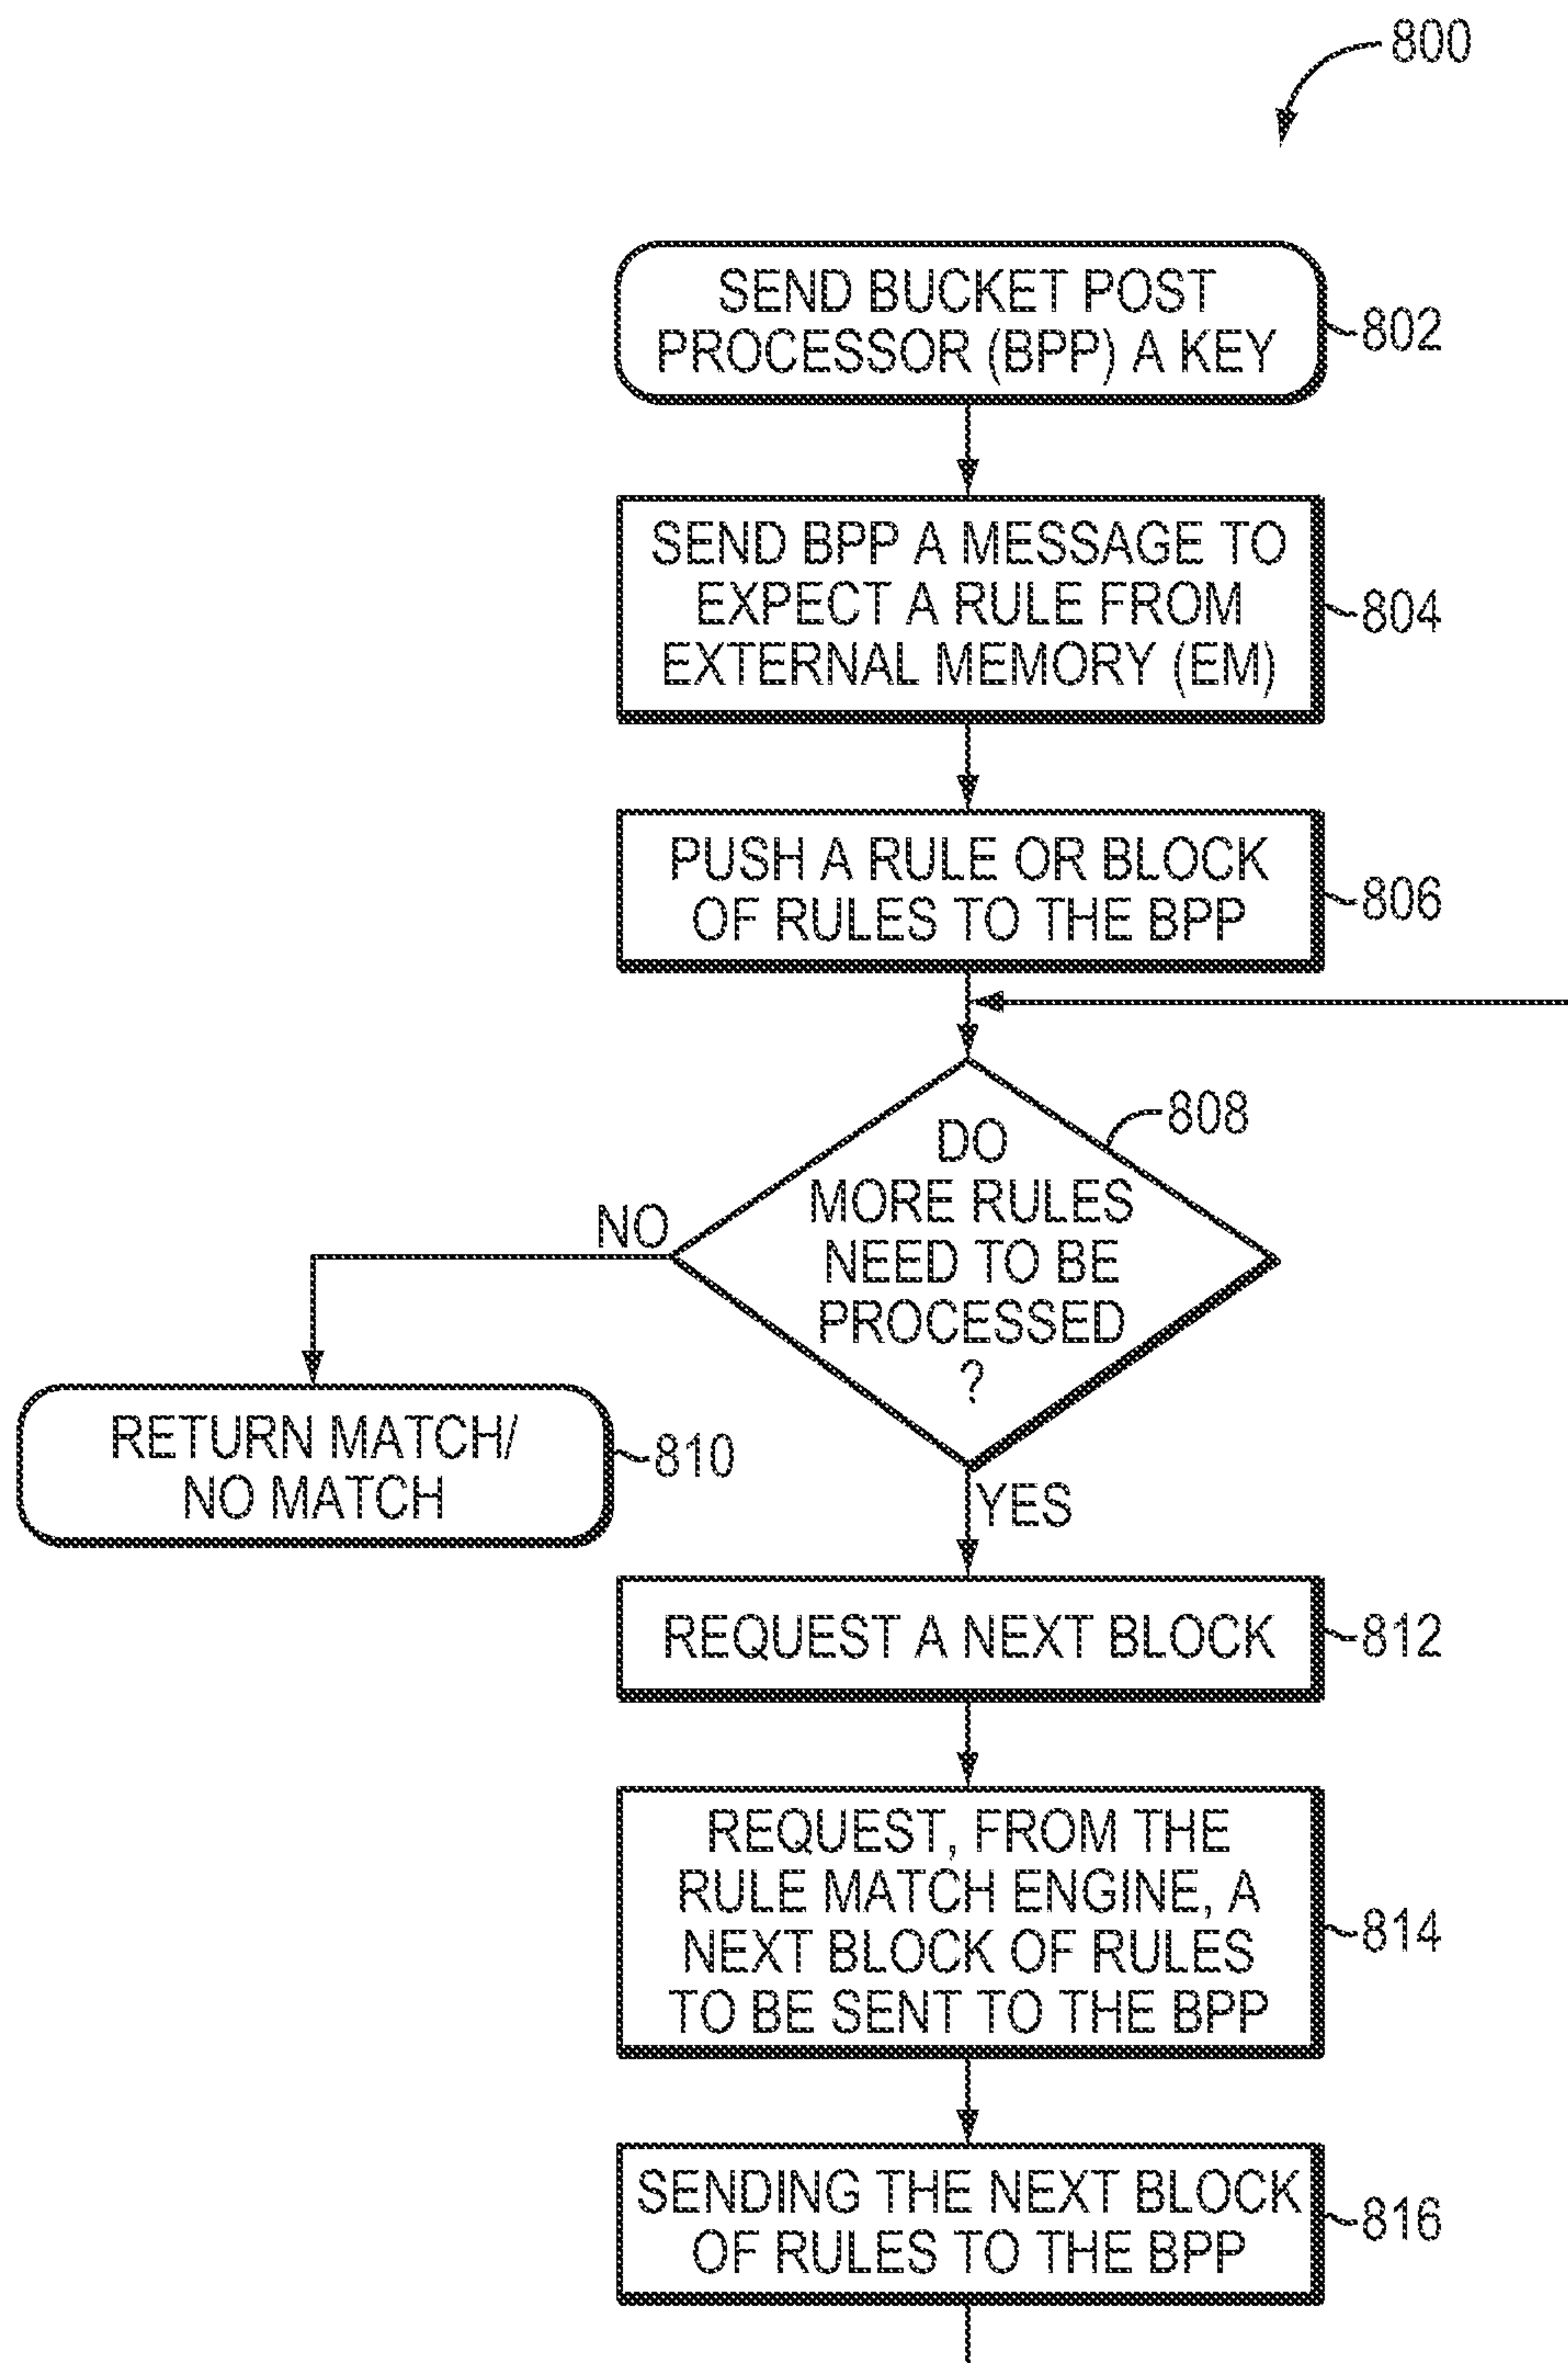 800
SEND BUCKET POST
PROCESSOR (BPP) A KEY
802
SEND BPP A MESSAGE TO
EXPECT A RULE FROM
EXTERNAL MEMORY (EM)
804
PUSH A RULE OR BLOCK
OF RULES TO THE BPP
806
DO
MORE RULES
NEED TO BE
PROCESSED
?
808
NO
RETURN MATCH/
NO MATCH
810
YES
REQUEST A NEXT BLOCK
812
REQUEST, FROM THE
RULE MATCH ENGINE, A
NEXT BLOCK OF RULES
TO BE SENT TO THE BPP
814
SENDING THE NEXT BLOCK
OF RULES TO THE BPP
816